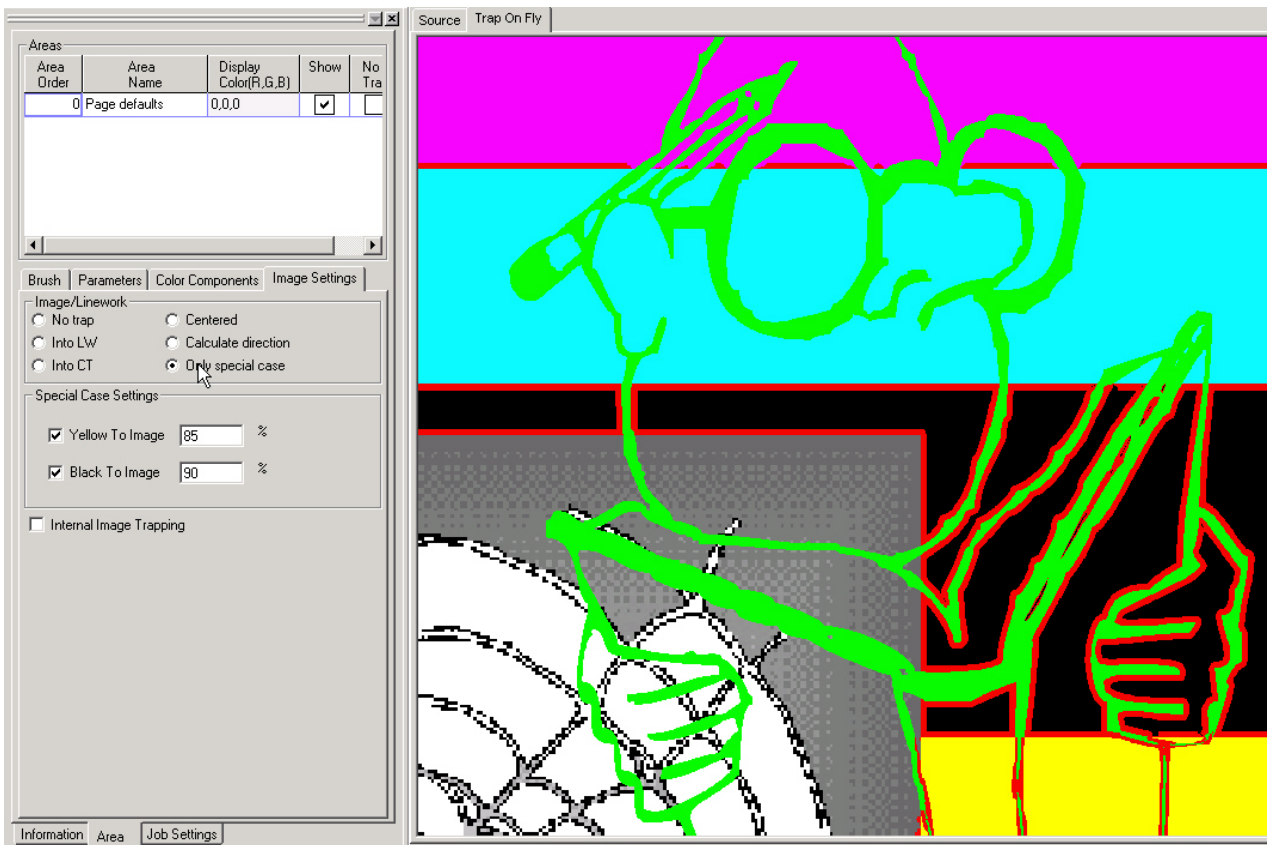 Source Trap On Fly
Areas
Area Order Area Name Display Color(R,G,B) Show No Tra
0 Page defaults 0,0,0
Brush Parameters Color Components Image Settings
Image/Linework
No trap Centered
Into LW Calculate direction
Into CT Only special case
Special Case Settings
Yellow To Image 85 %
Black To Image 90 %
Internal Image Trapping
Information Area Job Settings